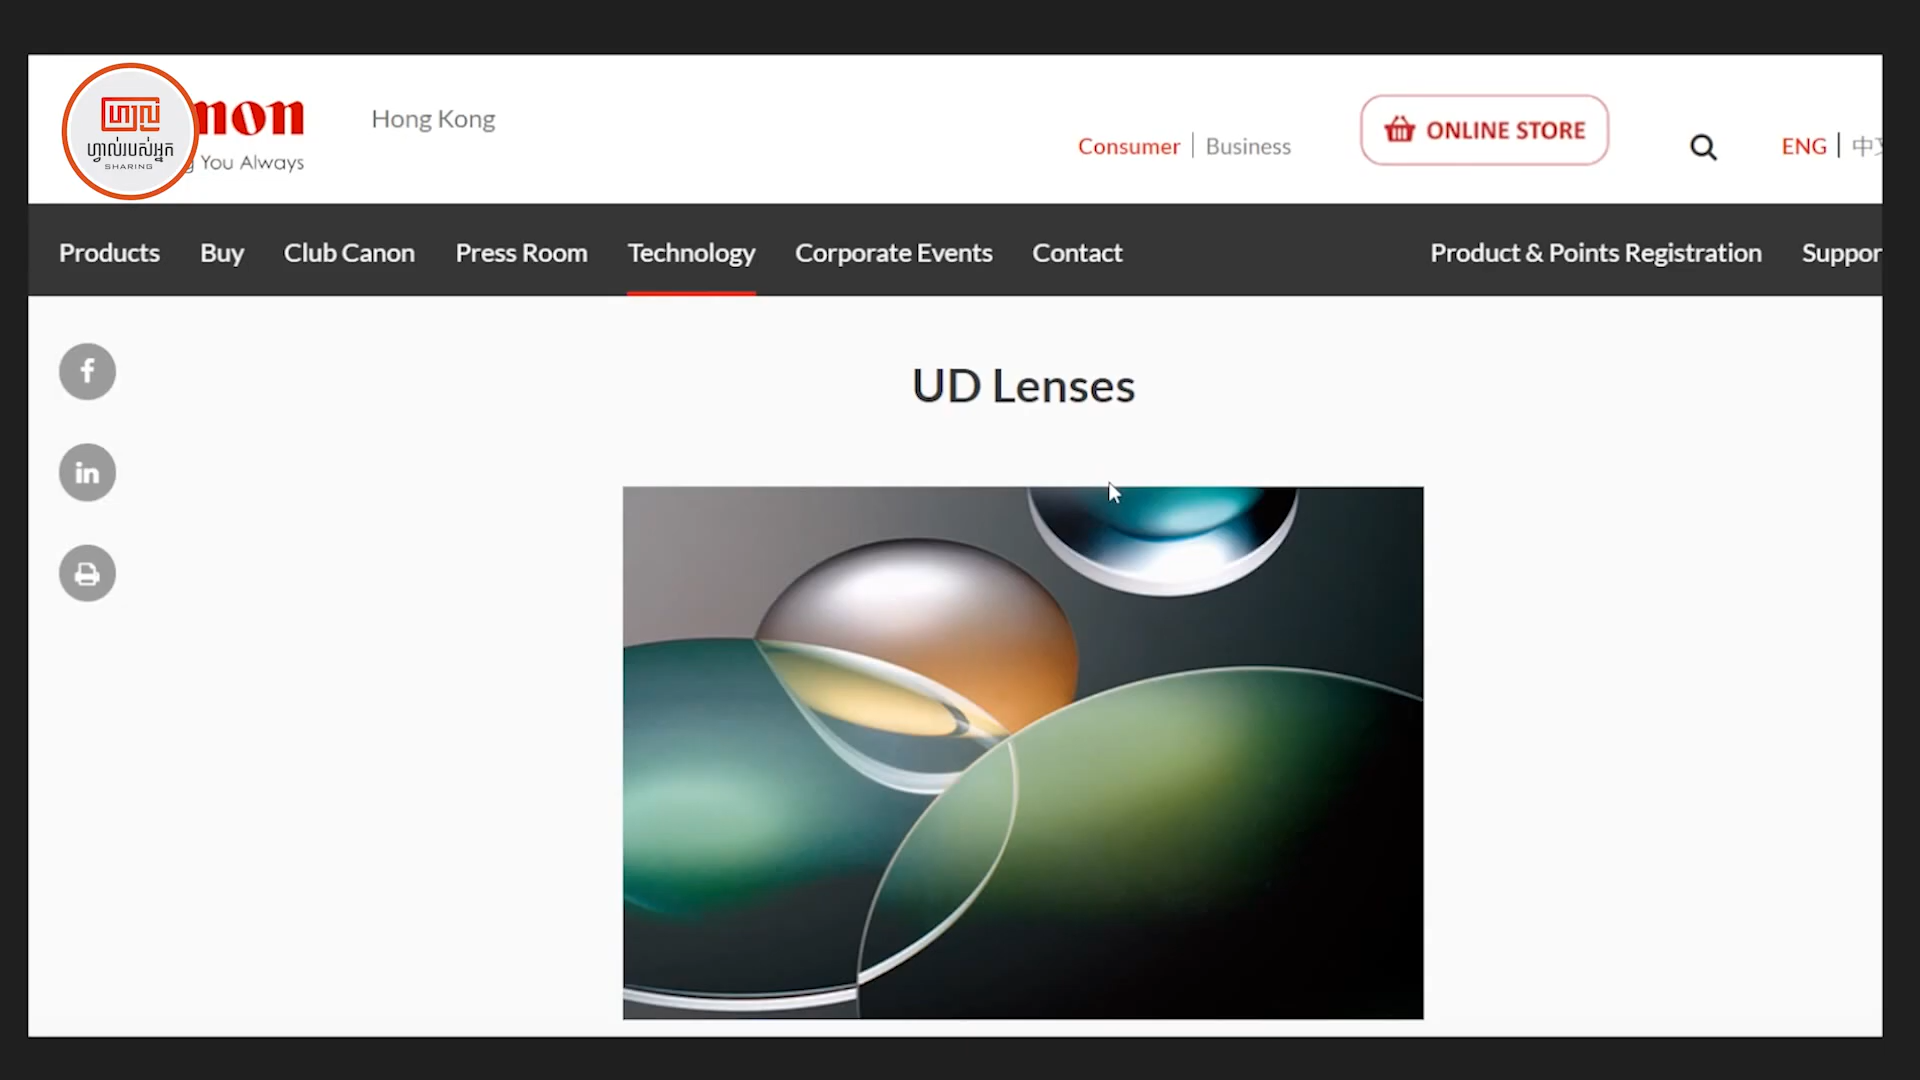 ហ្វាល់របស់អ្នក
SHARING
non
Hong Kong
You Always
Consumer | Business
ONLINE STORE
ENG |
Products Buy Club Canon Press Room Technology Corporate Events Contact Product & Points Registration Suppor
UD Lenses